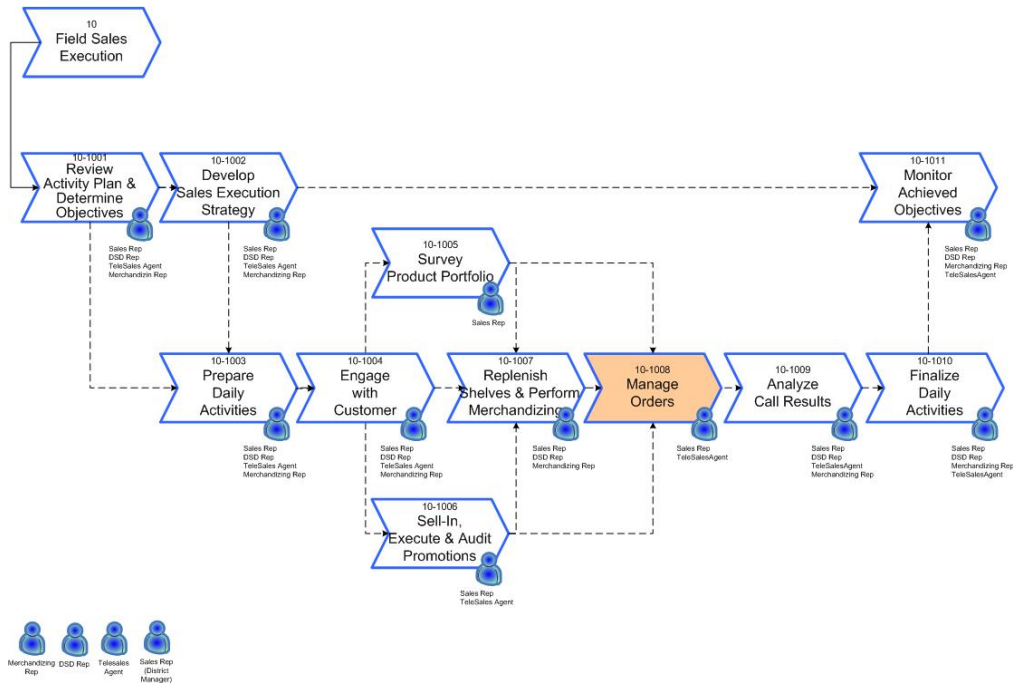 10
Field Sales
Execution
10-1001
Review
Activity Plan &
Determine
Objectives
Sales Rep
DSD Rep
TeleSales Agent
Merchandizin Rep
10-1002
Develop
Sales Execution
Strategy
Sales Rep
DSD Rep
TeleSales Agent
Merchandizing Rep
10-1011
Monitor
Achieved
Objectives
Sales Rep
DSD Rep
Merchandizing Rep
TeleSalesAgent
10-1005
Survey
Product Portfolio
Sales Rep
10-1003
Prepare
Daily
Activities
Sales Rep
DSD Rep
TeleSales Agent
Merchandizing Rep
10-1004
Engage
with
Customer
Sales Rep
DSD Rep
TeleSales Agent
Merchandizing Rep
10-1007
Replenish
Shelves & Perform
Merchandizing
Sales Rep
DSD Rep
Merchandizing Rep
10-1008
Manage
Orders
Sales Rep
TeleSalesAgent
10-1009
Analyze
Call Results
Sales Rep
DSD Rep
TeleSalesAgent
Merchandizing Rep
10-1010
Finalize
Daily
Activities
Sales Rep
DSD Rep
Merchandizing Rep
TeleSalesAgent
10-1006
Sell-In,
Execute & Audit
Promotions
Sales Rep
TeleSales Agent
Merchandizing
Rep
DSD Rep
Telesales
Agent
Sales Rep
(District
Manager)